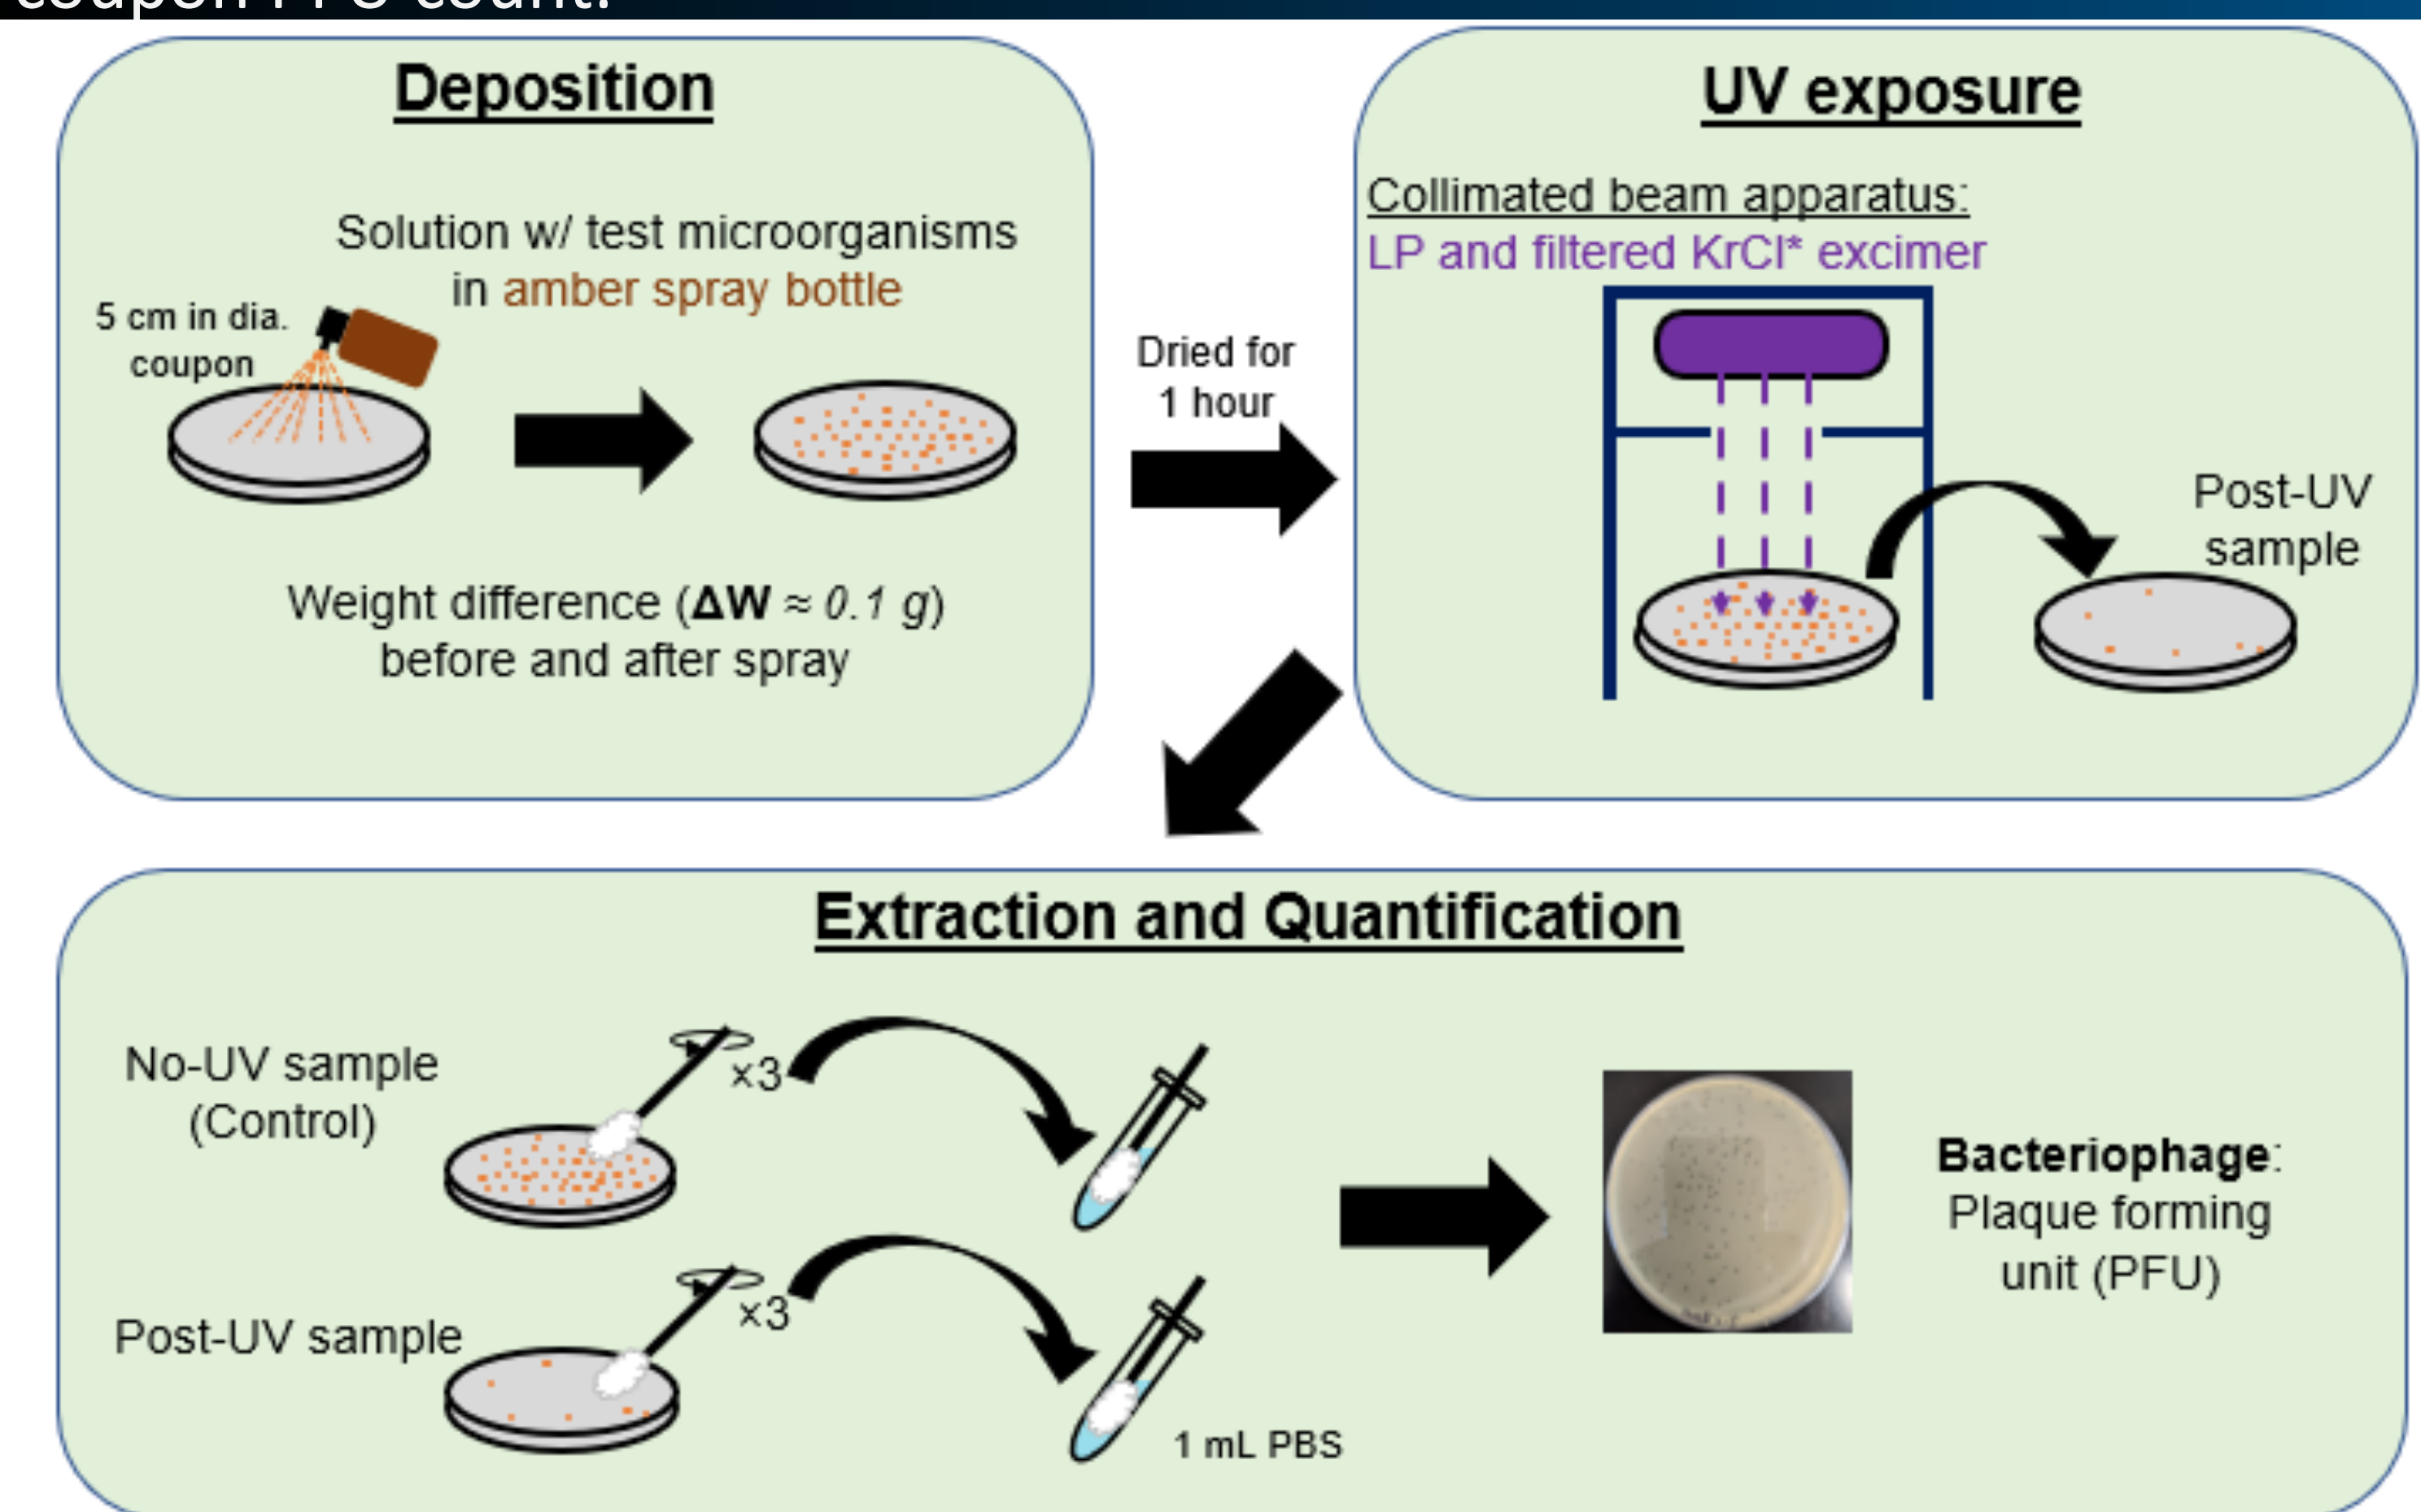 coupon PFU count.
Deposition
Solution w/ test microorganisms
in amber spray bottle
5 cm in dia.
coupon
Weight difference (ΔW ≈ 0.1 g)
before and after spray
Dried for
1 hour
UV exposure
Collimated beam apparatus:
LP and filtered KrCl* excimer
Post-UV
sample
Extraction and Quantification
No-UV sample
(Control)
×3
Post-UV sample
×3
1 mL PBS
Bacteriophage:
Plaque forming
unit (PFU)